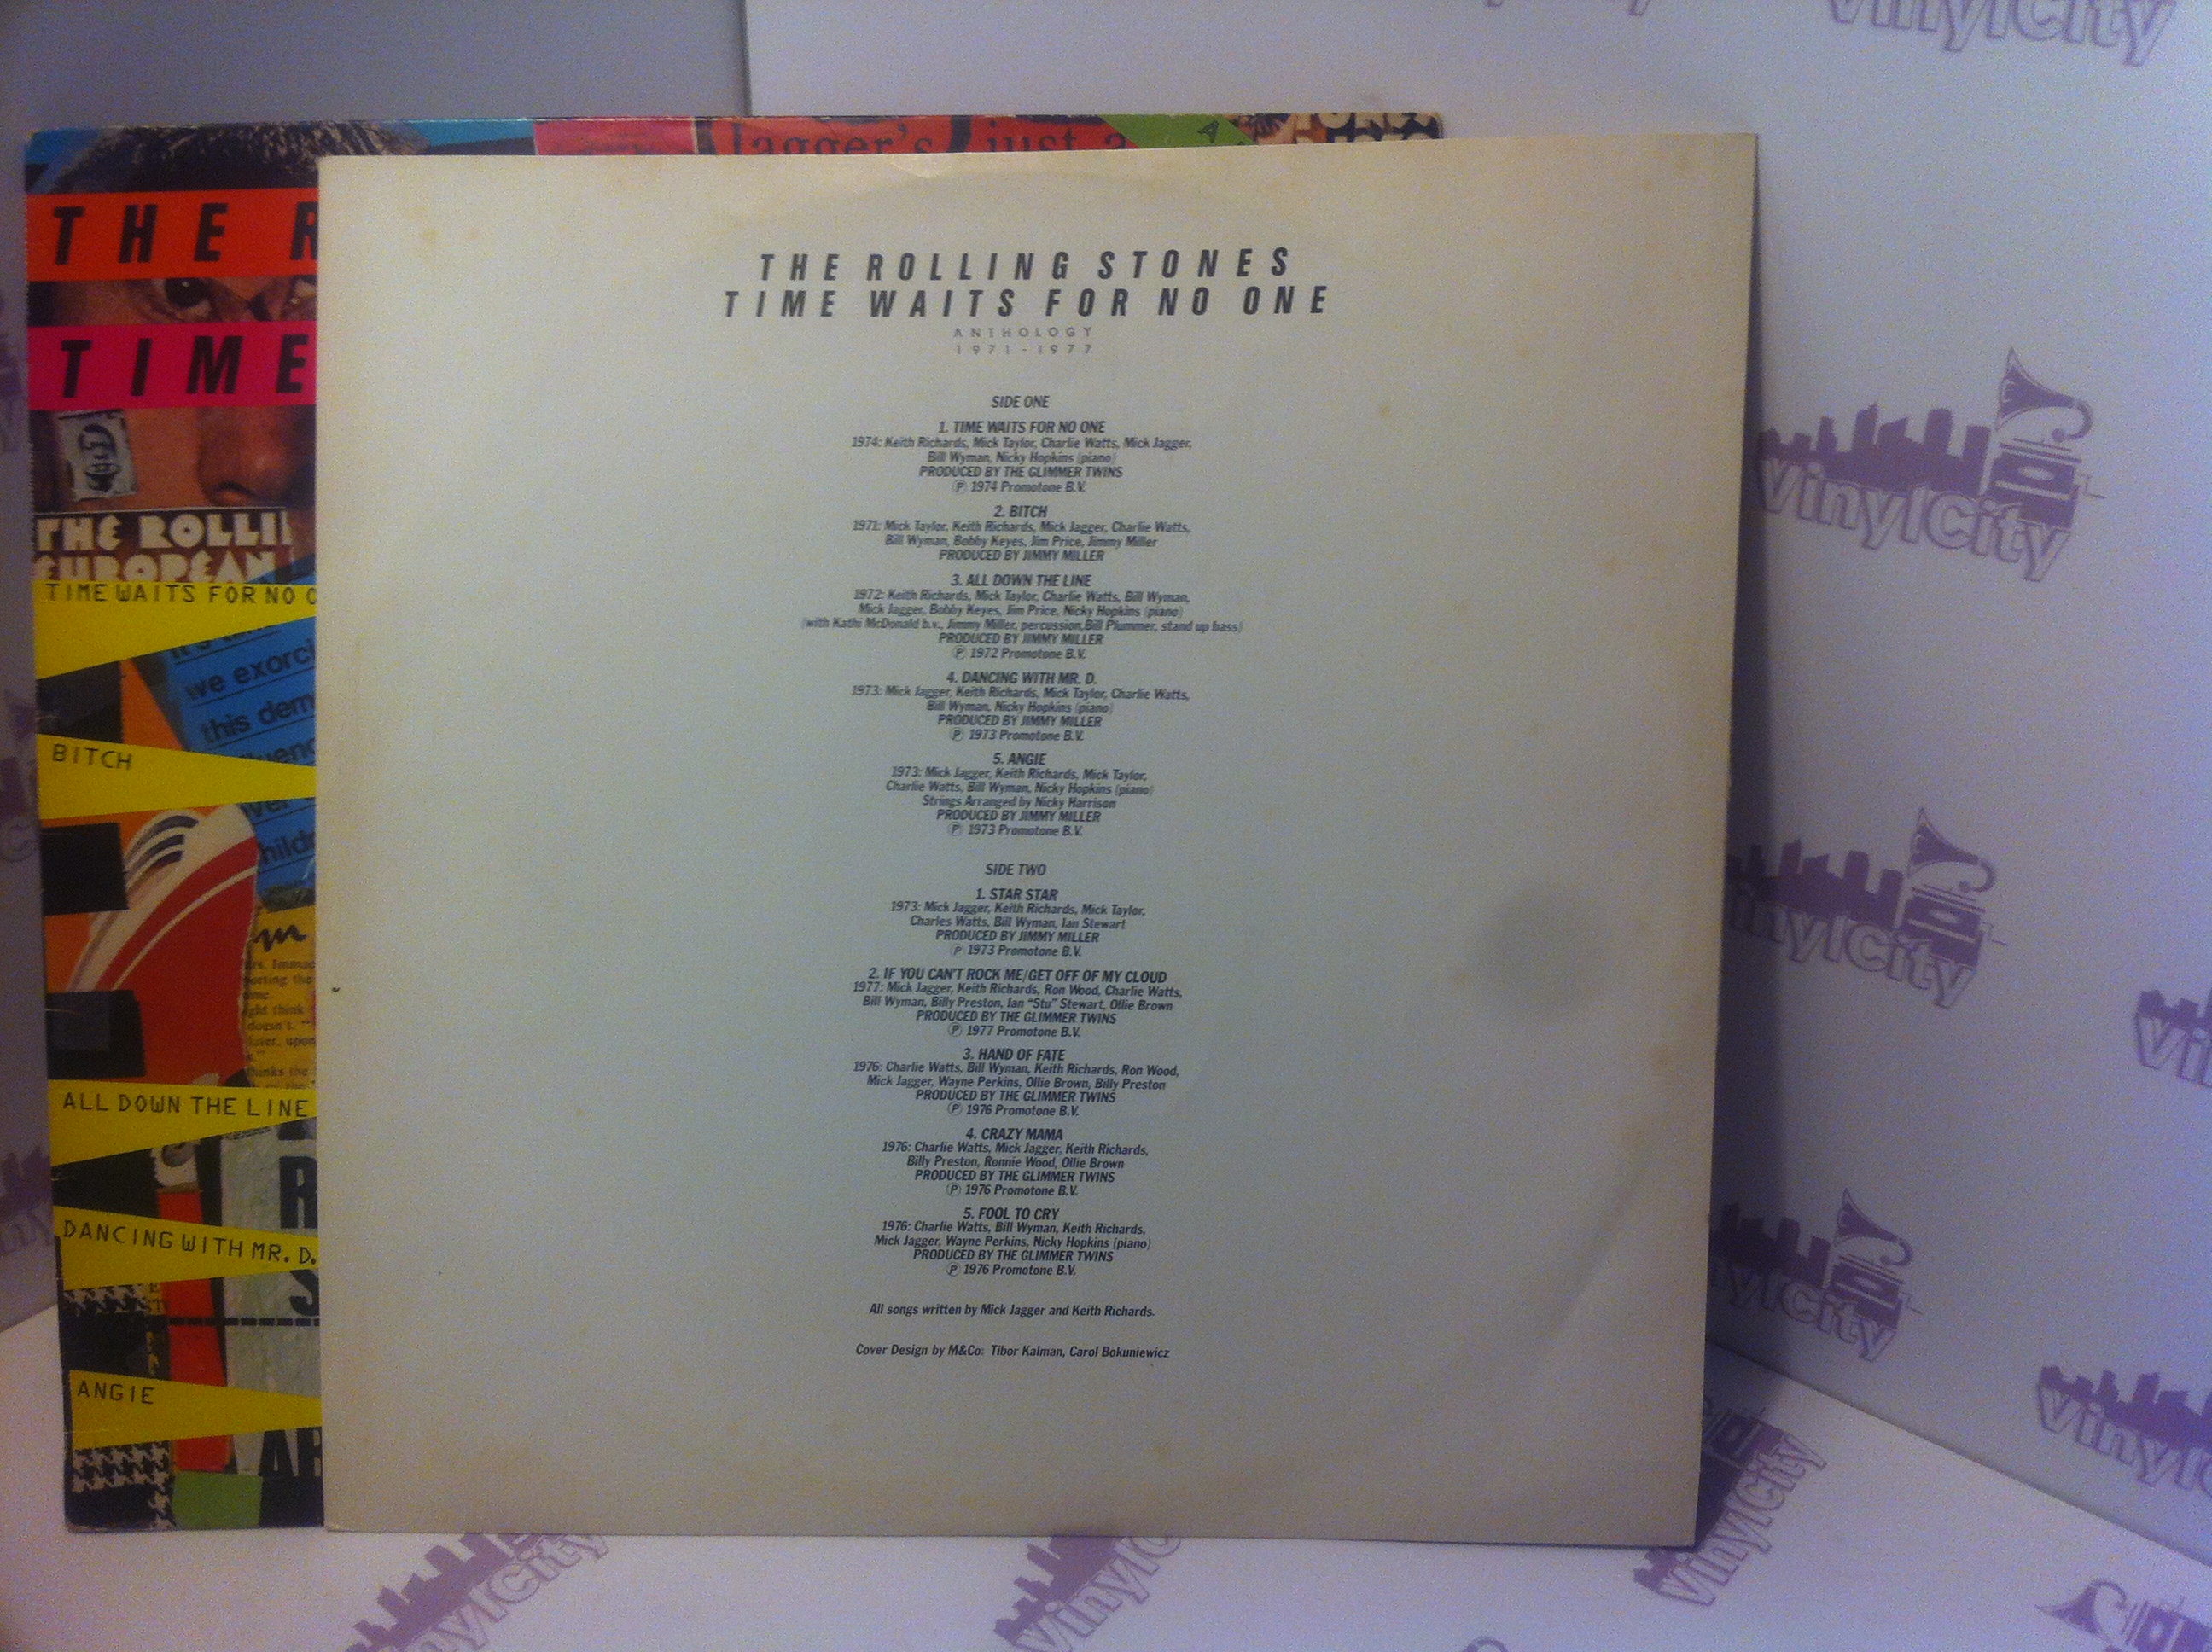 Jagger's just a
THE R
TIME
THE ROLLI
EUROPEAN
TIME WAITS FOR NO O
we exorci
this dem
BITCH
ALL DOWN THE LINE
DANCING WITH MR. D.
ANGIE
THE ROLLING STONES
TIME WAITS FOR NO ONE
ANTHOLOGY
1971-1977
SIDE ONE
1. TIME WAITS FOR NO ONE
1974: Keith Richards, Mick Taylor, Charlie Watts, Mick Jagger,
Bill Wyman, Nicky Hopkins (piano)
PRODUCED BY THE GLIMMER TWINS
℗ 1974 Promotone B.V.
2. BITCH
1971: Mick Taylor, Keith Richards, Mick Jagger, Charlie Watts,
Bill Wyman, Bobby Keyes, Jim Price, Jimmy Miller
PRODUCED BY JIMMY MILLER
3. ALL DOWN THE LINE
1972: Keith Richards, Mick Taylor, Charlie Watts, Bill Wyman,
Mick Jagger, Bobby Keyes, Jim Price, Nicky Hopkins (piano)
(with Kathi McDonald b.v., Jimmy Miller, percussion,Bill Plummer, stand up bass)
PRODUCED BY JIMMY MILLER
℗ 1972 Promotone B.V.
4. DANCING WITH MR. D.
1973: Mick Jagger, Keith Richards, Mick Taylor, Charlie Watts,
Bill Wyman, Nicky Hopkins (piano)
PRODUCED BY JIMMY MILLER
℗ 1973 Promotone B.V.
5. ANGIE
1973: Mick Jagger, Keith Richards, Mick Taylor,
Charlie Watts, Bill Wyman, Nicky Hopkins (piano)
Strings Arranged by Nicky Harrison
PRODUCED BY JIMMY MILLER
℗ 1973 Promotone B.V.
SIDE TWO
1. STAR STAR
1973: Mick Jagger, Keith Richards, Mick Taylor,
Charles Watts, Bill Wyman, Ian Stewart
PRODUCED BY JIMMY MILLER
℗ 1973 Promotone B.V.
2. IF YOU CAN'T ROCK ME/GET OFF OF MY CLOUD
1977: Mick Jagger, Keith Richards, Ron Wood, Charlie Watts,
Bill Wyman, Billy Preston, Ian "Stu" Stewart, Ollie Brown
PRODUCED BY THE GLIMMER TWINS
℗ 1977 Promotone B.V.
3. HAND OF FATE
1976: Charlie Watts, Bill Wyman, Keith Richards, Ron Wood,
Mick Jagger, Wayne Perkins, Ollie Brown, Billy Preston
PRODUCED BY THE GLIMMER TWINS
℗ 1976 Promotone B.V.
4. CRAZY MAMA
1976: Charlie Watts, Mick Jagger, Keith Richards,
Billy Preston, Ronnie Wood, Ollie Brown
PRODUCED BY THE GLIMMER TWINS
℗ 1976 Promotone B.V.
5. FOOL TO CRY
1976: Charlie Watts, Bill Wyman, Keith Richards,
Mick Jagger, Wayne Perkins, Nicky Hopkins (piano)
PRODUCED BY THE GLIMMER TWINS
℗ 1976 Promotone B.V.
All songs written by Mick Jagger and Keith Richards.
Cover Design by M&Co: Tibor Kalman, Carol Bokuniewicz
VinylCity
VinylCity
VinylCity
VinylCity
VinylCity